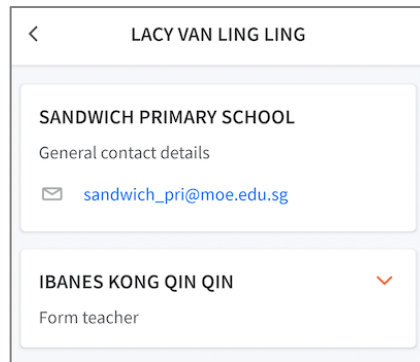 LACY VAN LING LING
SANDWICH PRIMARY SCHOOL
General contact details
sandwich_pri@moe.edu.sg
IBANES KONG QIN QIN
Form teacher